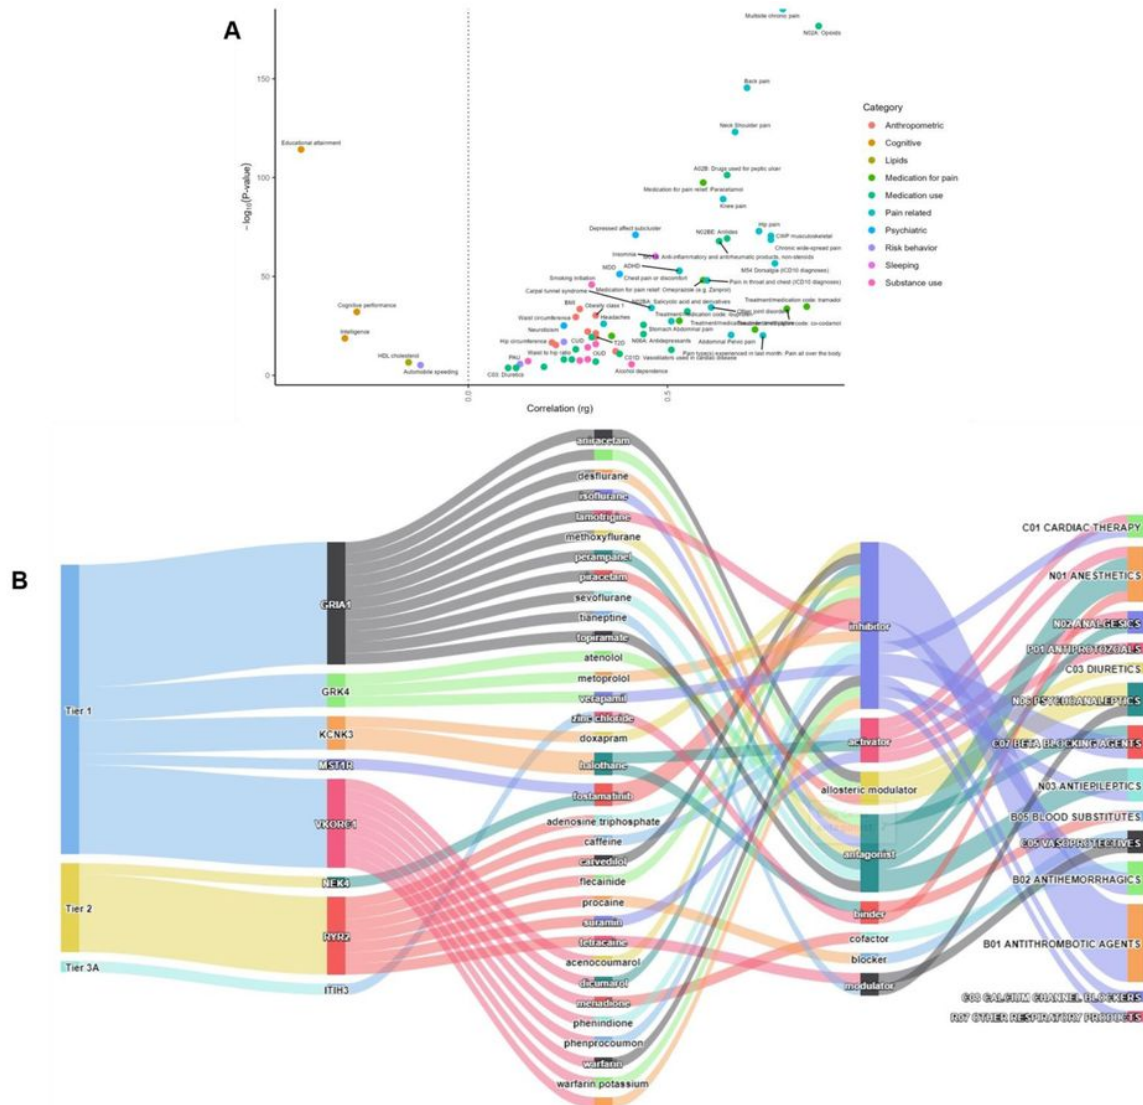 A
Multisite chronic pain
N02A: Opioids
150
Back pain
Neck Shoulder pain
Educational attainment
100
A02B: Drugs used for peptic ulcer
Medication for pain relief: Paracetamol
Knee pain
Depressed affect subcluster
Hip pain
N02BE: Anilides
CWP musculoskeletal
Insomnia
Anti-inflammatory and antirheumatic products, non-steroids
Chronic wide-spread pain
ADHD
M54 Dorsalgia (ICD10 diagnoses)
MDD
Chest pain or discomfort
50
Smoking initiation
Medication for pain relief: Omeprazole (e.g. Zanprol)
Pain in throat and chest (ICD10 diagnoses)
Carpal tunnel syndrome
N02BA: Salicylic acid and derivatives
Treatment/medication code: tramadol
Cognitive performance
BMI
Obesity class 1
Other joint disorder
Waist circumference
Headaches
Treatment/medication code: ibuprofen
code: co-codamol
Intelligence
Neuroticism
Stomach Abdominal pain
Hip circumference
CUD
T2D
N06A: Antidepressants
Abdominal Pelvic pain
HDL cholesterol
PAU
Waist to hip ratio
OUD
C01D: Vasodilators used in cardiac disease
Pain type(s) experienced in last month: Pain all over the body
Automobile speeding
C03: Diuretics
Alcohol dependence
0
0.0
0.5
Correlation (rg)
−log10(P-value)
Category
Anthropometric
Cognitive
Lipids
Medication for pain
Medication use
Pain related
Psychiatric
Risk behavior
Sleeping
Substance use
B
Tier 1
Tier 2
Tier 3A
GRIA1
GRK4
KCNK3
MST1R
VKORC1
NEK4
RYR2
ITIH3
aniracetam
desflurane
isoflurane
lamotrigine
methoxyflurane
perampanel
piracetam
sevoflurane
tianeptine
topiramate
atenolol
metoprolol
verapamil
zinc chloride
doxapram
halothane
fostamatinib
adenosine triphosphate
caffeine
carvedilol
flecainide
procaine
suramin
tetracaine
acenocoumarol
dicumarol
menadione
phenindione
phenprocoumon
warfarin
warfarin potassium
inhibitor
activator
allosteric modulator
antagonist
binder
cofactor
blocker
modulator
C01 CARDIAC THERAPY
N01 ANESTHETICS
N02 ANALGESICS
P01 ANTIPROTOZOALS
C03 DIURETICS
N06 PSYCHOANALEPTICS
C07 BETA BLOCKING AGENTS
N03 ANTIEPILEPTICS
B05 BLOOD SUBSTITUTES
C05 VASOPROTECTIVES
B02 ANTIHEMORRHAGICS
B01 ANTITHROMBOTIC AGENTS
C08 CALCIUM CHANNEL BLOCKERS
R07 OTHER RESPIRATORY PRODUCTS